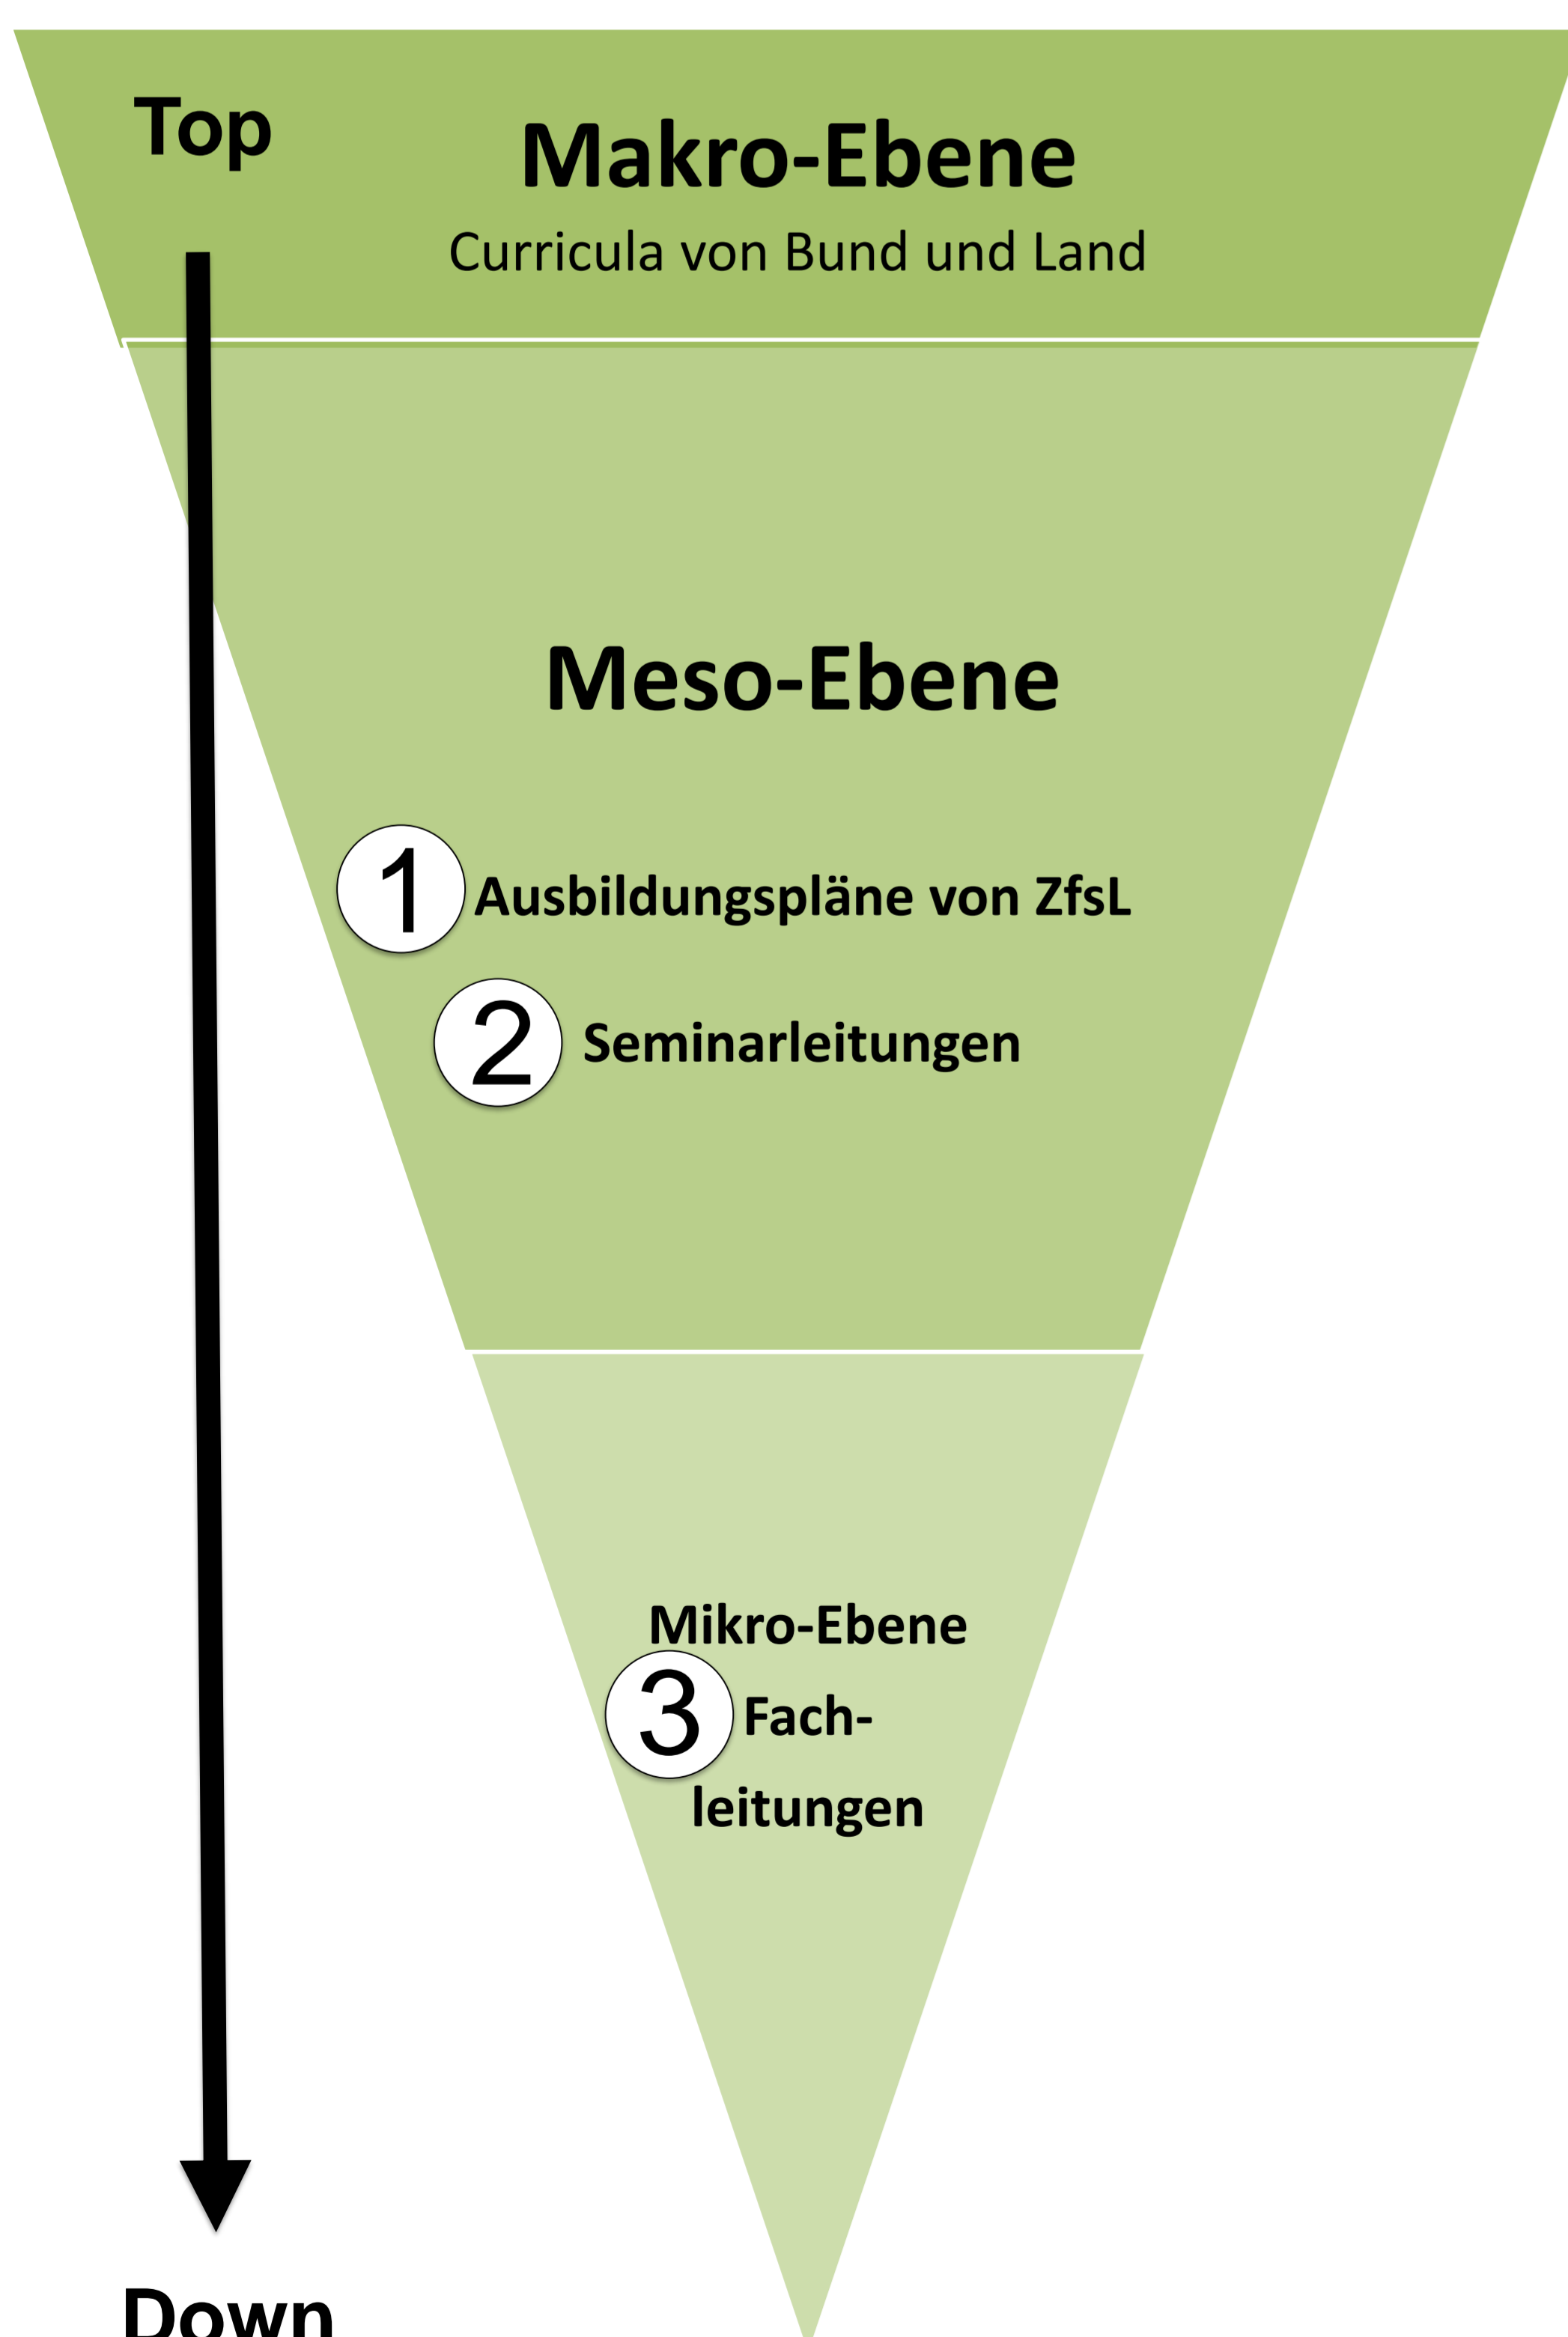 Top
Makro-Ebene
Curricula von Bund und Land
Meso-Ebene
1 Ausbildungspläne von ZfsL
2 Seminarleitungen
Mikro-Ebene
3 Fach-
leitungen
Down